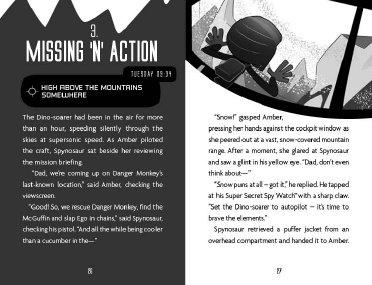 3.
MISSING 'N' ACTION
TUESDAY 09:34
HIGH ABOVE THE MOUNTAINS
SOMEWHERE
The Dino-soarer had been in the air for more
than an hour, speeding silently through the
skies at supersonic speed. As Amber piloted
the craft, Spynosaur sat beside her reviewing
the mission briefing.
"Dad, we're coming up on Danger Monkey's
last-known location," said Amber, checking the
viewscreen.
"Good! So, we rescue Danger Monkey, find the
McGuffin and slap Ego in chains," said Spynosaur,
checking his pistol. "And all the while being cooler
than a cucumber in the—"
26
"Snow!" gasped Amber,
pressing her hands against the cockpit window as
she peered out at a vast, snow-covered mountain
range. After a moment, she glared at Spynosaur
and saw a glint in his yellow eye. "Dad, don't even
think about—"
"Snow puns at all – got it," he replied. He tapped
at his Super Secret Spy Watch™ with a sharp claw.
"Set the Dino-soarer to autopilot – it's time to
brave the elements."
Spynosaur retrieved a puffer jacket from an
overhead compartment and handed it to Amber.
27